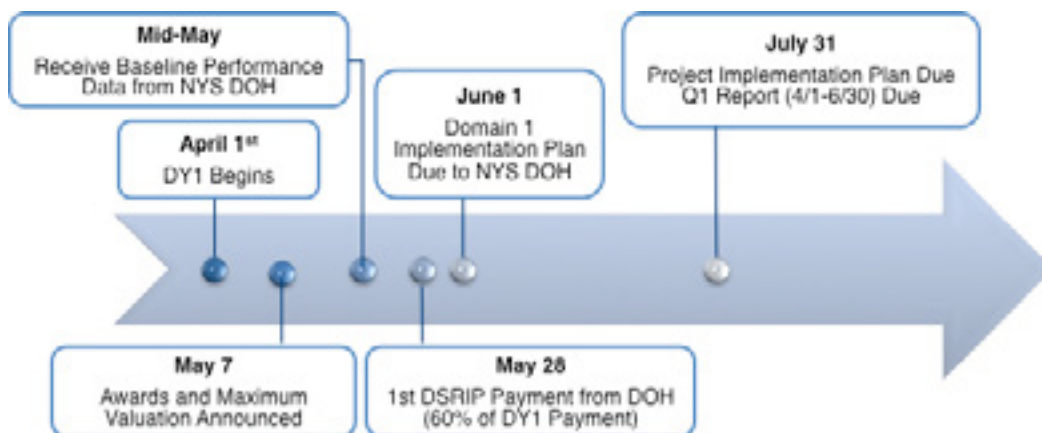 Mid-May
Receive Baseline Performance
Data from NYS DOH
April 1st
DY1 Begins
June 1
Domain 1
Implementation Plan
Due to NYS DOH
July 31
Project Implementation Plan Due
Q1 Report (4/1-6/30) Due
May 7
Awards and Maximum
Valuation Announced
May 28
1st DSRIP Payment from DOH
(60% of DY1 Payment)